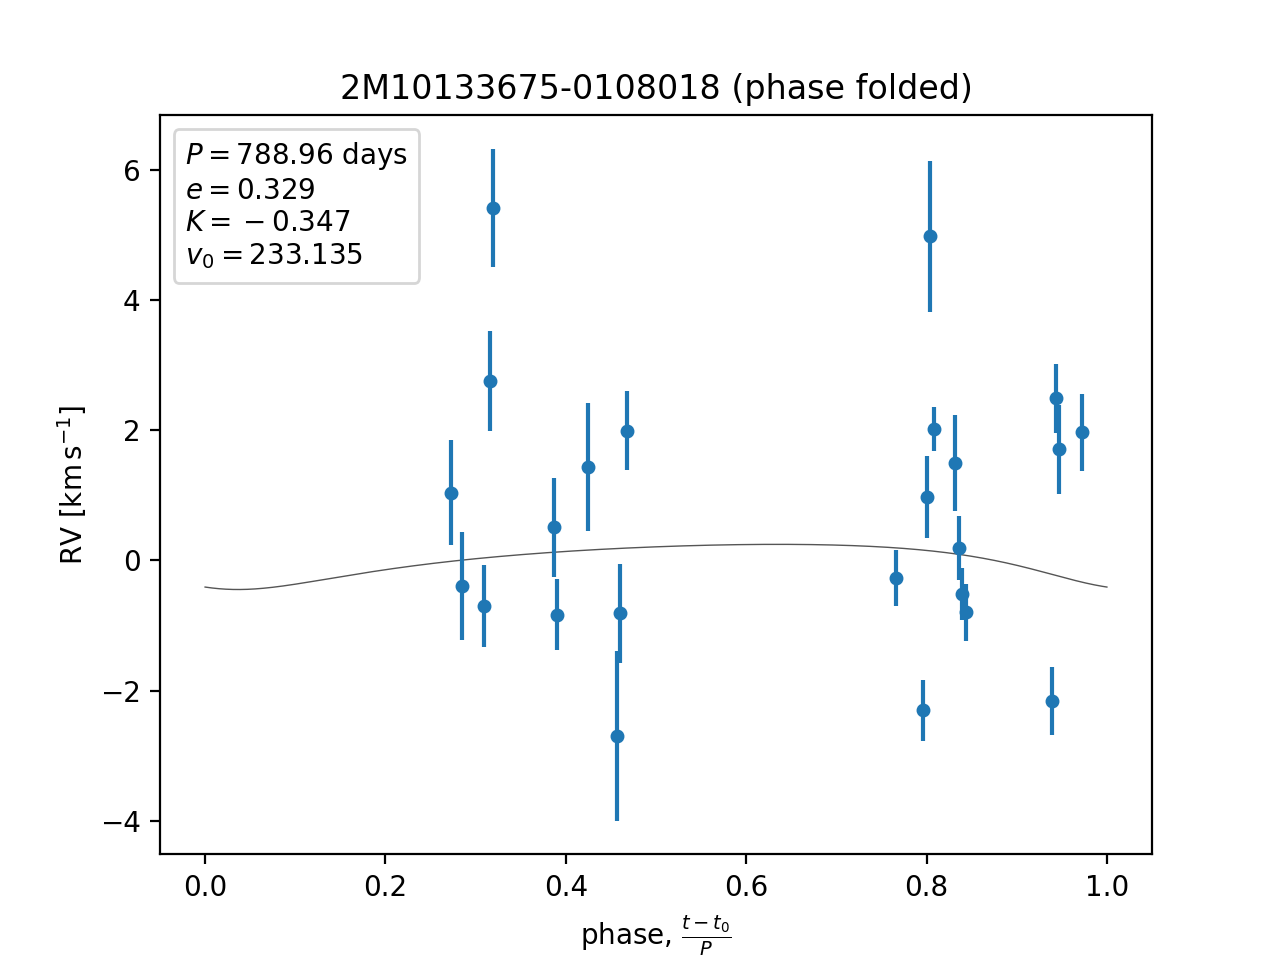 2M10133675-0108018 (phase folded)
P = 788.96 days
e = 0.329
K = −0.347
v₀ = 233.135
6
4
2
0
−2
−4
RV [km s⁻¹]
0.0 0.2 0.4 0.6 0.8 1.0
phase, (t − t₀)/P